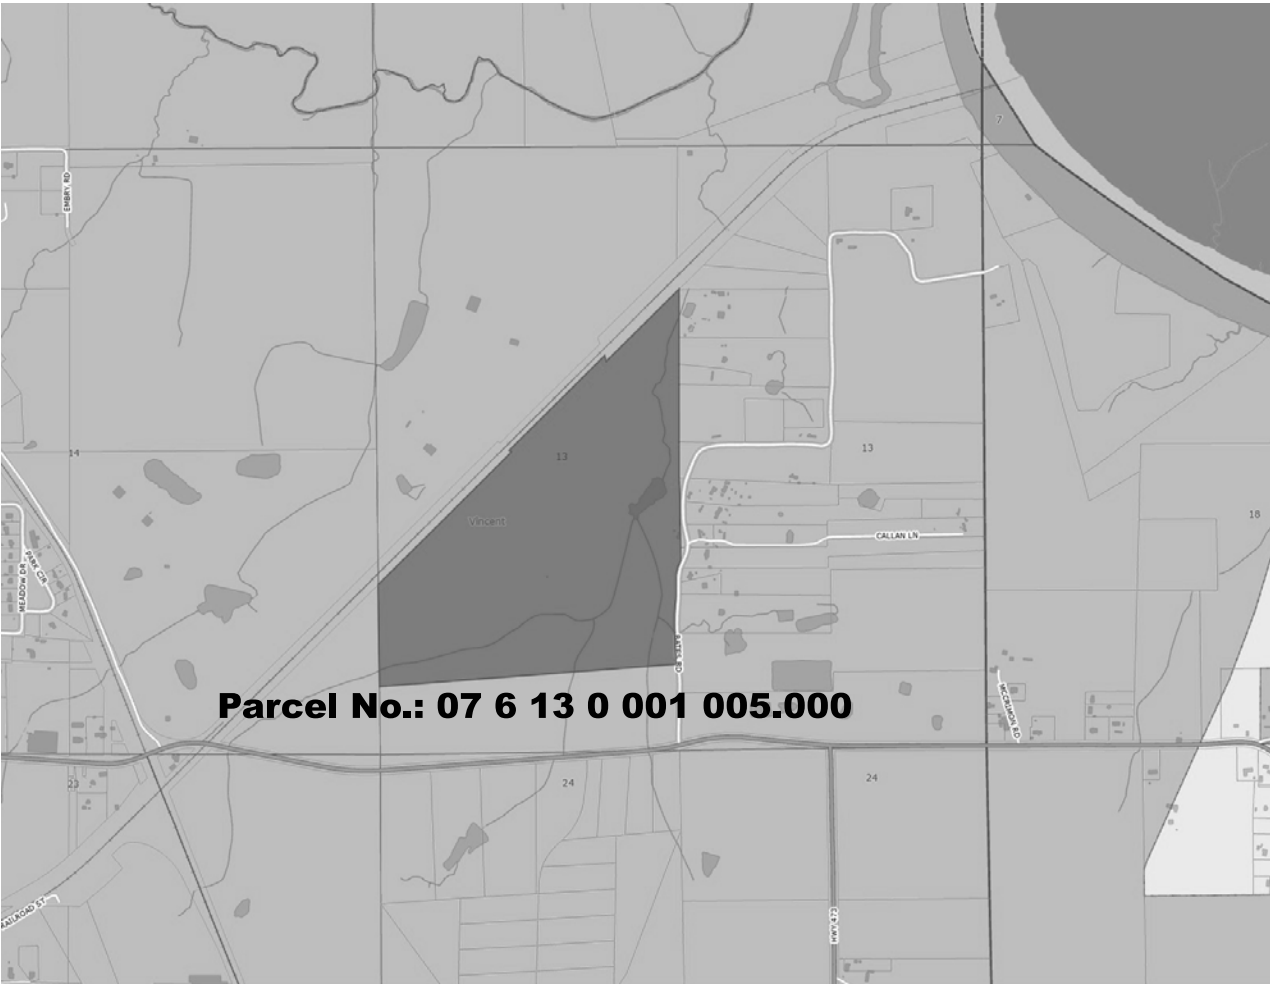 7
EMBRY RD
14
13
13
Vincent
18
CALLAN LN
PARK CIR
MEADOW DR
BATES RD
MCCRIMON RD
Parcel No.: 07 6 13 0 001 005.000
23
24
24
RAILROAD ST
HWY 473